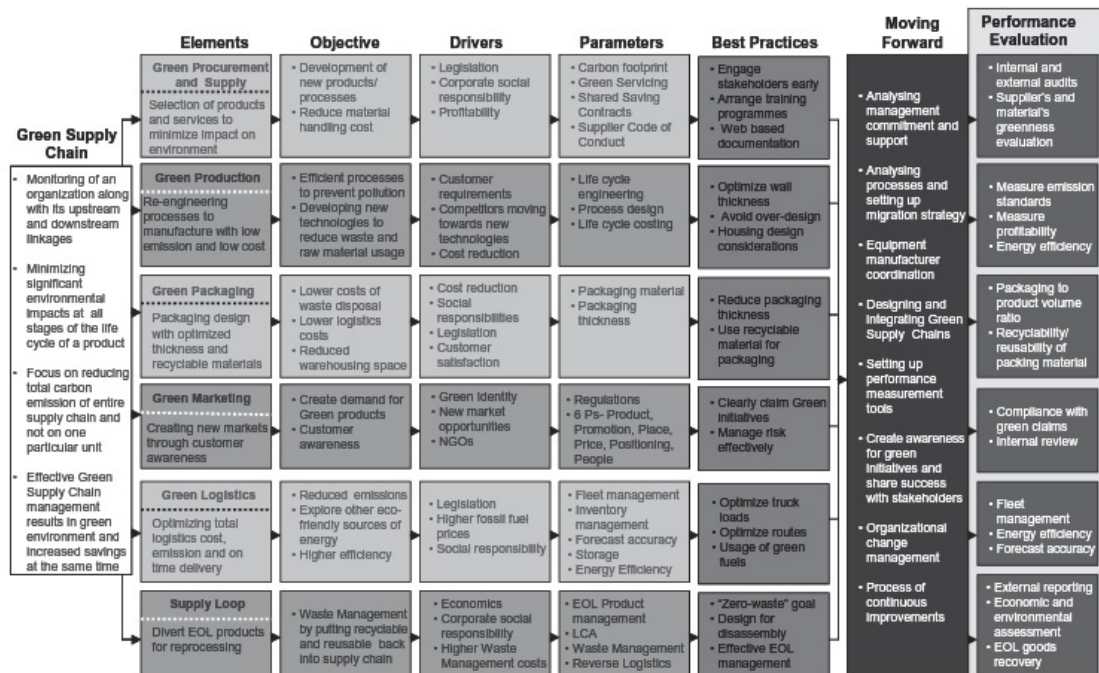 Elements
Objective
Drivers
Parameters
Best Practices
Moving
Forward
Performance
Evaluation
Green Supply
Chain
• Monitoring of an
organization along
with its upstream
and downstream
linkages
• Minimizing
significant
environmental
impacts at all
stages of the life
cycle of a product
• Focus on reducing
total carbon
emission of entire
supply chain and
not on one
particular unit
• Effective Green
Supply Chain
management
results in green
environment and
increased savings
at the same time
Green Procurement
and Supply
Selection of products
and services to
minimize impact on
environment
• Development of
new products/
processes
• Reduce material
handling cost
• Legislation
• Corporate social
responsibility
• Profitability
• Carbon footprint
• Green Servicing
• Shared Saving
Contracts
• Supplier Code of
Conduct
• Engage
stakeholders early
• Arrange training
programmes
• Web based
documentation
Green Production
Re-engineering
processes to
manufacture with low
emission and low cost
• Efficient processes
to prevent pollution
• Developing new
technologies to
reduce waste and
raw material usage
• Customer
requirements
• Competitors moving
towards new
technologies
• Cost reduction
• Life cycle
engineering
• Process design
• Life cycle costing
• Optimize wall
thickness
• Avoid over-design
• Housing design
considerations
Green Packaging
Packaging design
with optimized
thickness and
recyclable materials
• Lower costs of
waste disposal
• Lower logistics
costs
• Reduced
warehousing space
• Cost reduction
• Social
responsibilities
• Legislation
• Customer
satisfaction
• Packaging material
• Packaging
thickness
• Reduce packaging
thickness
• Use recyclable
material for
packaging
Green Marketing
Creating new markets
through customer
awareness
• Create demand for
Green products
• Customer
awareness
• Green Identity
• New market
opportunities
• NGOs
• Regulations
• 6 Ps- Product,
Promotion, Place,
Price, Positioning,
People
• Clearly claim Green
Initiatives
• Manage risk
effectively
Green Logistics
Optimizing total
logistics cost,
emission and on
time delivery
• Reduced emissions
• Explore other eco-
friendly sources of
energy
• Higher efficiency
• Legislation
• Higher fossil fuel
prices
• Social responsibility
• Fleet management
• Inventory
management
• Forecast accuracy
• Storage
• Energy Efficiency
• Optimize truck
loads
• Optimize routes
• Usage of green
fuels
Supply Loop
Divert EOL products
for reprocessing
• Waste Management
by putting recyclable
and reusable back
into supply chain
• Economics
• Corporate social
responsibility
• Higher Waste
Management costs
• EOL Product
management
• LCA
• Waste Management
• Reverse Logistics
• "Zero-waste" goal
• Design for
disassembly
• Effective EOL
management
• Analysing
management
commitment and
support
• Analysing
processes and
setting up
migration strategy
• Equipment
manufacturer
coordination
• Designing and
integrating Green
Supply Chains
• Setting up
performance
measurement
tools
• Create awareness
for green
initiatives and
share success
with stakeholders
• Organizational
change
management
• Process of
continuous
improvements
• Internal and
external audits
• Supplier's and
material's
greenness
evaluation
• Measure emission
standards
• Measure
profitability
• Energy efficiency
• Packaging to
product volume
ratio
• Recyclability/
reusability of
packing material
• Compliance with
green claims
• Internal review
• Fleet
management
• Energy efficiency
• Forecast accuracy
• External reporting
• Economic and
environmental
assessment
• EOL goods
recovery